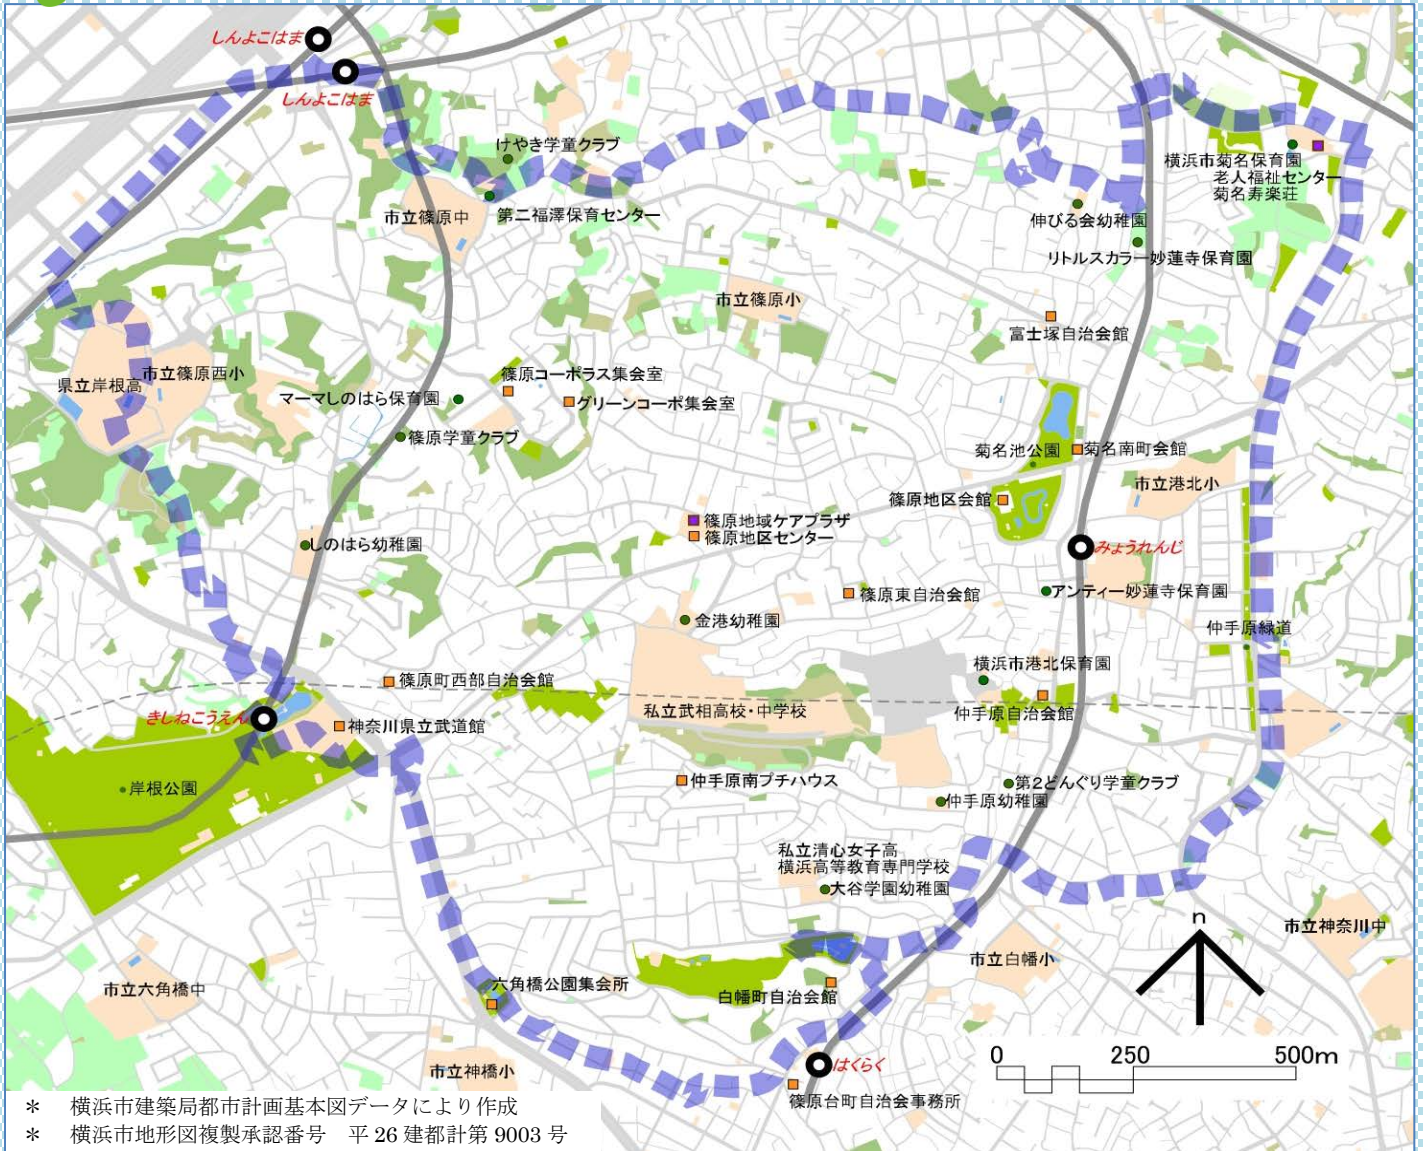 しんよこはま
しんよこはま
けやき学童クラブ
市立篠原中
第二福澤保育センター
横浜市菊名保育園
老人福祉センター
菊名寿楽荘
伸びる会幼稚園
リトルスカラー妙蓮寺保育園
市立篠原小
富士塚自治会館
県立岸根高
市立篠原西小
篠原コーポラス集会室
マーマしのはら保育園
グリーンコーポ集会室
篠原学童クラブ
菊名池公園
菊名南町会館
市立港北小
篠原地区会館
篠原地域ケアプラザ
篠原地区センター
しのはら幼稚園
みょうれんじ
篠原東自治会館
アンティー妙蓮寺保育園
金港幼稚園
仲手原緑道
横浜市港北保育園
篠原町西部自治会館
きしねこうえん
神奈川県立武道館
私立武相高校・中学校
仲手原自治会館
岸根公園
仲手原南プチハウス
第2どんぐり学童クラブ
仲手原幼稚園
私立清心女子高
横浜高等教育専門学校
大谷学園幼稚園
n
市立神奈川中
市立白幡小
市立六角橋中
六角橋公園集会所
白幡町自治会館
0 250 500m
はくらく
市立神橋小
篠原台町自治会事務所
＊ 横浜市建築局都市計画基本図データにより作成
＊ 横浜市地形図複製承認番号 平 26 建都計第 9003 号